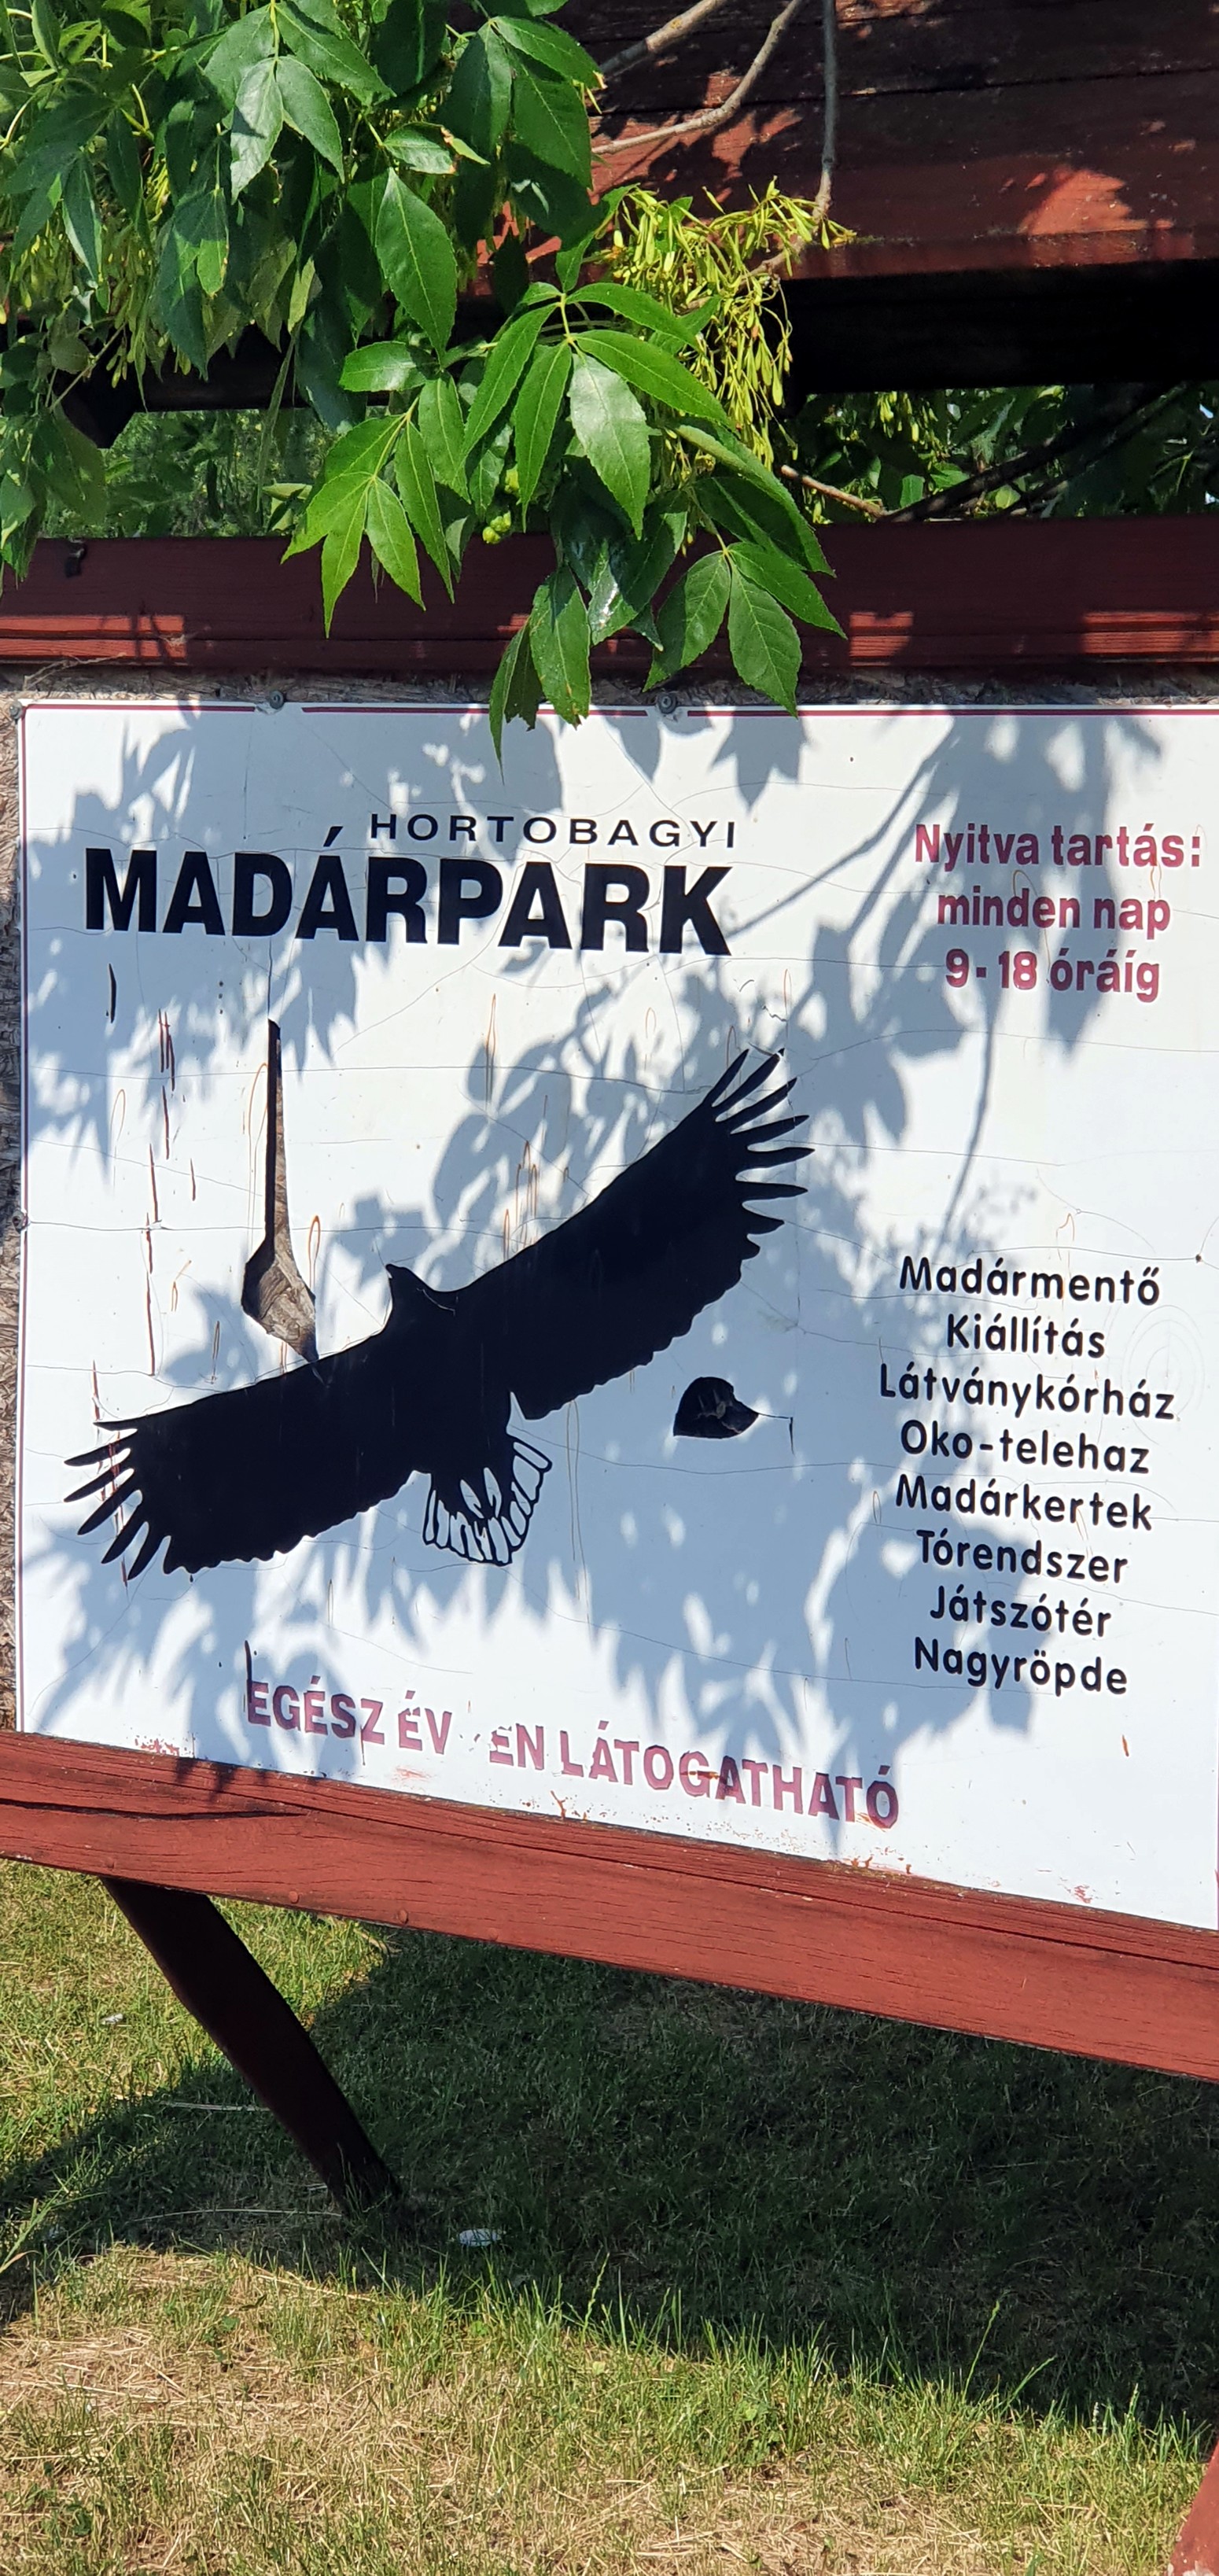 HORTOBAGYI
MADÁRPARK
Nyitva tartás:
minden nap
9-18 óráíg
Madármentő
Kiállítás
Látványkórház
Oko-telehaz
Madárkertek
Tórendszer
Játszótér
Nagyröpde
EGÉSZ ÉV EN LÁTOGATHATÓ